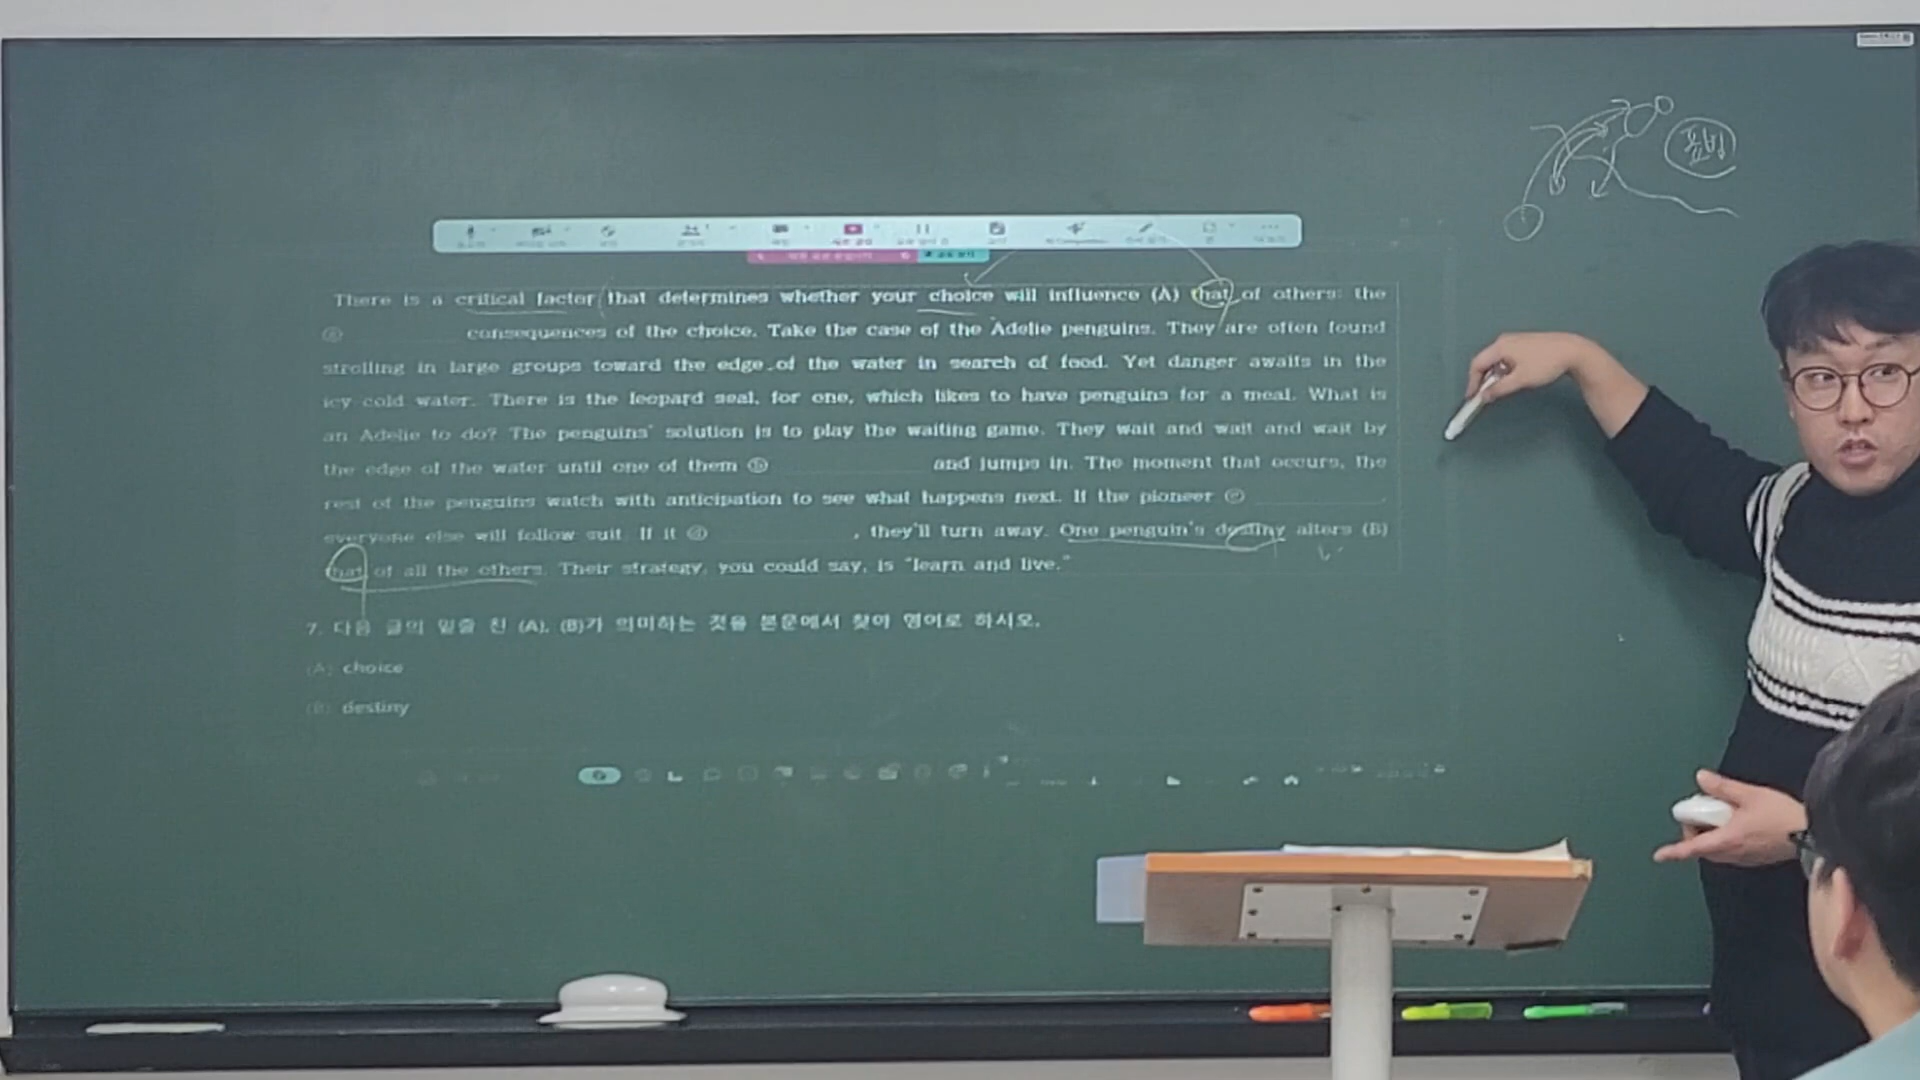 표범
There is a critical factor that determines whether your choice will influence (A) that of others: the
ⓐ consequences of the choice. Take the case of the Adelie penguins. They are often found
strolling in large groups toward the edge of the water in search of food. Yet danger awaits in the
icy cold water. There is the leopard seal, for one, which likes to have penguins for a meal. What is
an Adelie to do? The penguins' solution is to play the waiting game. They wait and wait and wait by
the edge of the water until one of them ⓑ and jumps in. The moment that occurs, the
rest of the penguins watch with anticipation to see what happens next. If the pioneer ⓒ ,
everyone else will follow suit. If it ⓓ , they'll turn away. One penguin's destiny alters (B)
that of all the others. Their strategy, you could say, is "learn and live."
7. 다음 글의 밑줄 친 (A), (B)가 의미하는 것을 본문에서 찾아 영어로 하시오.
(A) choice
(B) destiny